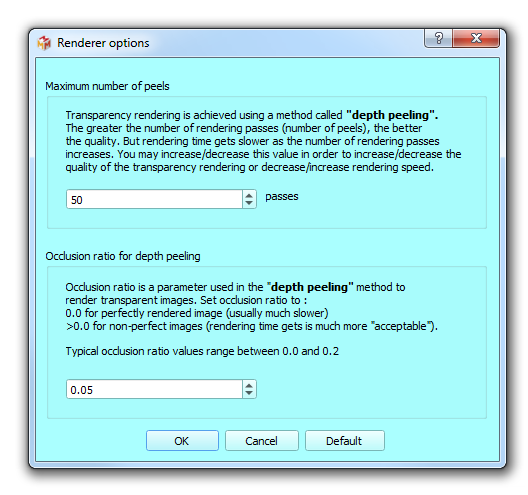 Renderer options
?
Maximum number of peels
Transparency rendering is achieved using a method called "depth peeling".
The greater the number of rendering passes (number of peels), the better
the quality. But rendering time gets slower as the number of rendering passes
increases. You may increase/decrease this value in order to increase/decrease the
quality of the transparency rendering or decrease/increase rendering speed.
50 passes
Occlusion ratio for depth peeling
Occlusion ratio is a parameter used in the "depth peeling" method to
render transparent images. Set occlusion ratio to :
0.0 for perfectly rendered image (usually much slower)
>0.0 for non-perfect images (rendering time gets is much more "acceptable").
Typical occlusion ratio values range between 0.0 and 0.2
0.05
OK Cancel Default